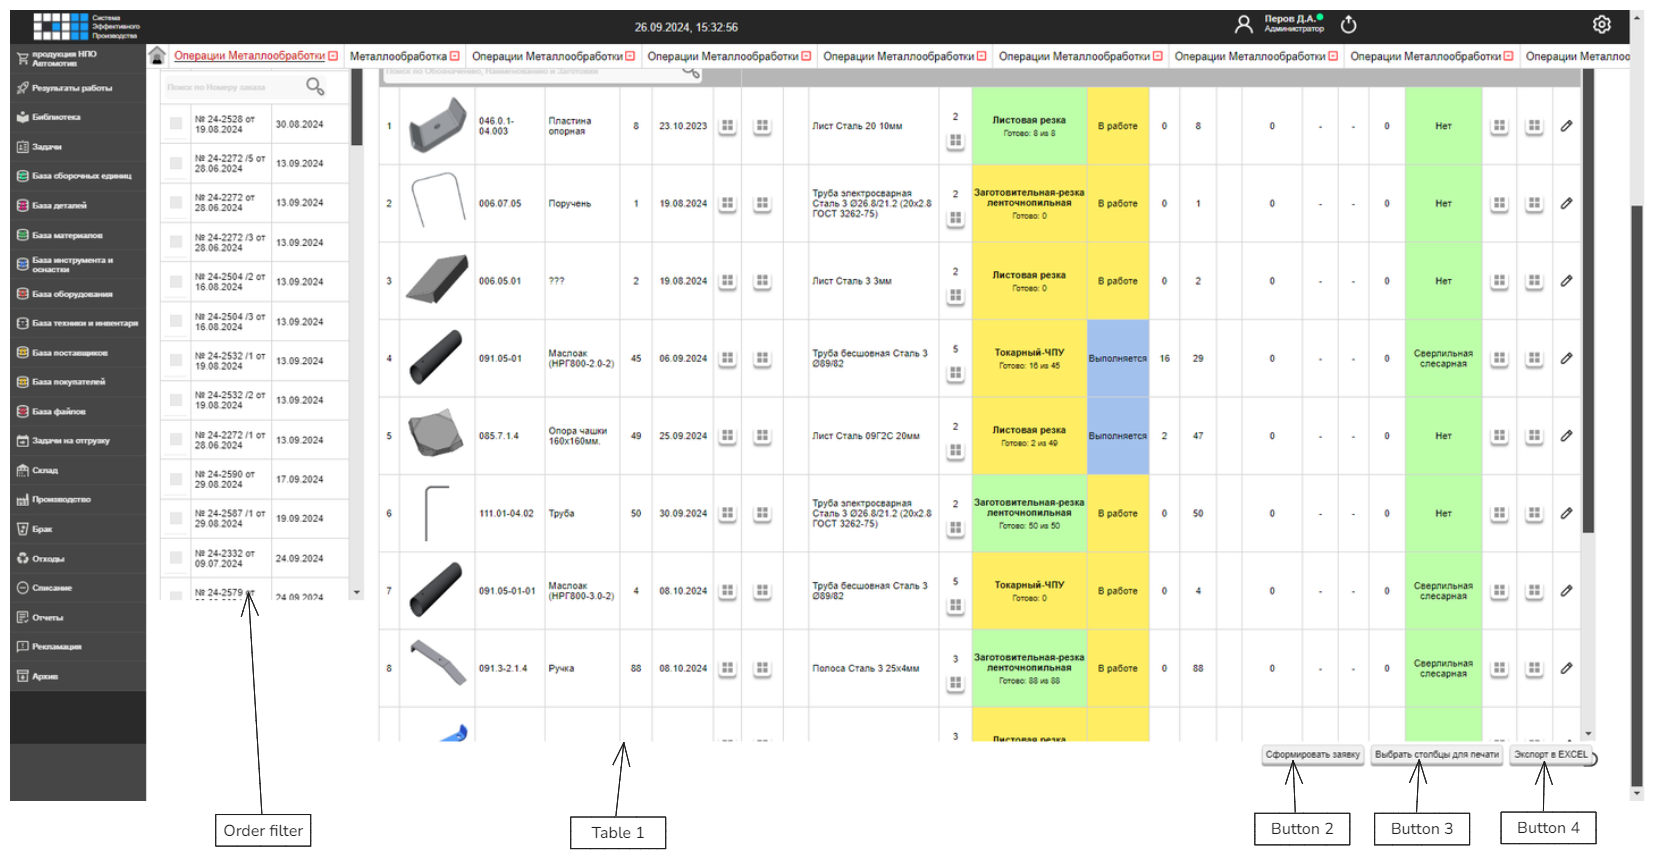 Система
Эффективного
Производства
26.09.2024, 15:32:56
Перов Д.А.
Администратор
продукция НПО
Автомотив
Результаты работы
Библиотека
Задачи
База сборочных единиц
База деталей
База материалов
База инструмента и
оснастки
База оборудования
База техники и инвентаря
База поставщиков
База покупателей
База файлов
Задачи на отгрузку
Склад
Производство
Брак
Отходы
Списание
Отчеты
Рекламация
Архив
Операции Металлообработки
Металлообработка
Операции Металлообработки
Операции Металлообработки
Операции Металлообработки
Операции Металлообработки
Операции Металлообработки
Операции Металлообработки
Операции Металлоо
Поиск по Номеру заказа
№ 24-2528 от
19.08.2024
30.08.2024
№ 24-2272 /5 от
28.06.2024
13.09.2024
№ 24-2272 от
28.06.2024
13.09.2024
№ 24-2272 /3 от
28.06.2024
13.09.2024
№ 24-2504 /2 от
16.08.2024
13.09.2024
№ 24-2504 /3 от
16.08.2024
13.09.2024
№ 24-2532 /1 от
19.08.2024
13.09.2024
№ 24-2532 /2 от
19.08.2024
13.09.2024
№ 24-2272 /1 от
28.06.2024
13.09.2024
№ 24-2590 от
29.08.2024
17.09.2024
№ 24-2587 /1 от
29.08.2024
19.09.2024
№ 24-2332 от
09.07.2024
24.09.2024
№ 24-2579 от
24.09.2024
Поиск по Обозначению, Наименованию и Заготовки
1
046.0.1-
04.003
Пластина
опорная
8
23.10.2023
Лист Сталь 20 10мм
2
Листовая резка
Готово: 8 из 8
В работе
0
8
0
-
-
0
Нет
2
006.07.05
Поручень
1
19.08.2024
Труба электросварная
Сталь 3 Ø26.8/21.2 (20х2.8
ГОСТ 3262-75)
2
Заготовительная-резка
ленточнопильная
Готово: 0
В работе
0
1
0
-
-
0
Нет
3
006.05.01
???
2
19.08.2024
Лист Сталь 3 3мм
2
Листовая резка
Готово: 0
В работе
0
2
0
-
-
0
Нет
4
091.05-01
Маслоак
(НРГ800-2.0-2)
45
06.09.2024
Труба бесшовная Сталь 3
Ø89/82
5
Токарный-ЧПУ
Готово: 16 из 45
Выполняется
16
29
0
-
-
0
Сверлильная
слесарная
5
085.7.1.4
Опора чашки
160х160мм.
49
25.09.2024
Лист Сталь 09Г2С 20мм
2
Листовая резка
Готово: 2 из 49
Выполняется
2
47
0
-
-
0
Нет
6
111.01-04.02
Труба
50
30.09.2024
Труба электросварная
Сталь 3 Ø26.8/21.2 (20х2.8
ГОСТ 3262-75)
2
Заготовительная-резка
ленточнопильная
Готово: 50 из 50
В работе
0
50
0
-
-
0
Нет
7
091.05-01-01
Маслоак
(НРГ800-3.0-2)
4
08.10.2024
Труба бесшовная Сталь 3
Ø89/82
5
Токарный-ЧПУ
Готово: 0
В работе
0
4
0
-
-
0
Сверлильная
слесарная
8
091.3-2.1.4
Ручка
88
08.10.2024
Полоса Сталь 3 25х4мм
3
Заготовительная-резка
ленточнопильная
Готово: 88 из 88
В работе
0
88
0
-
-
0
Сверлильная
слесарная
3
Листовая резка
Сформировать заявку
Выбрать столбцы для печати
Экспорт в EXCEL
Order filter
Table 1
Button 2
Button 3
Button 4